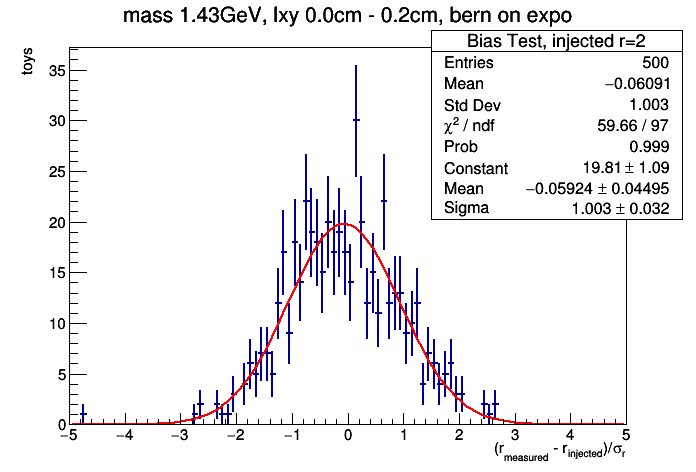 mass 1.43GeV, lxy 0.0cm - 0.2cm, bern on expo
Bias Test, injected r=2
Entries 500
Mean −0.06091
Std Dev 1.003
χ² / ndf 59.66 / 97
Prob 0.999
Constant 19.81 ± 1.09
Mean −0.05924 ± 0.04495
Sigma 1.003 ± 0.032
toys
35
30
25
20
15
10
5
0
−5 −4 −3 −2 −1 0 1 2 3 4 5
(r_measured - r_injected)/σ_r